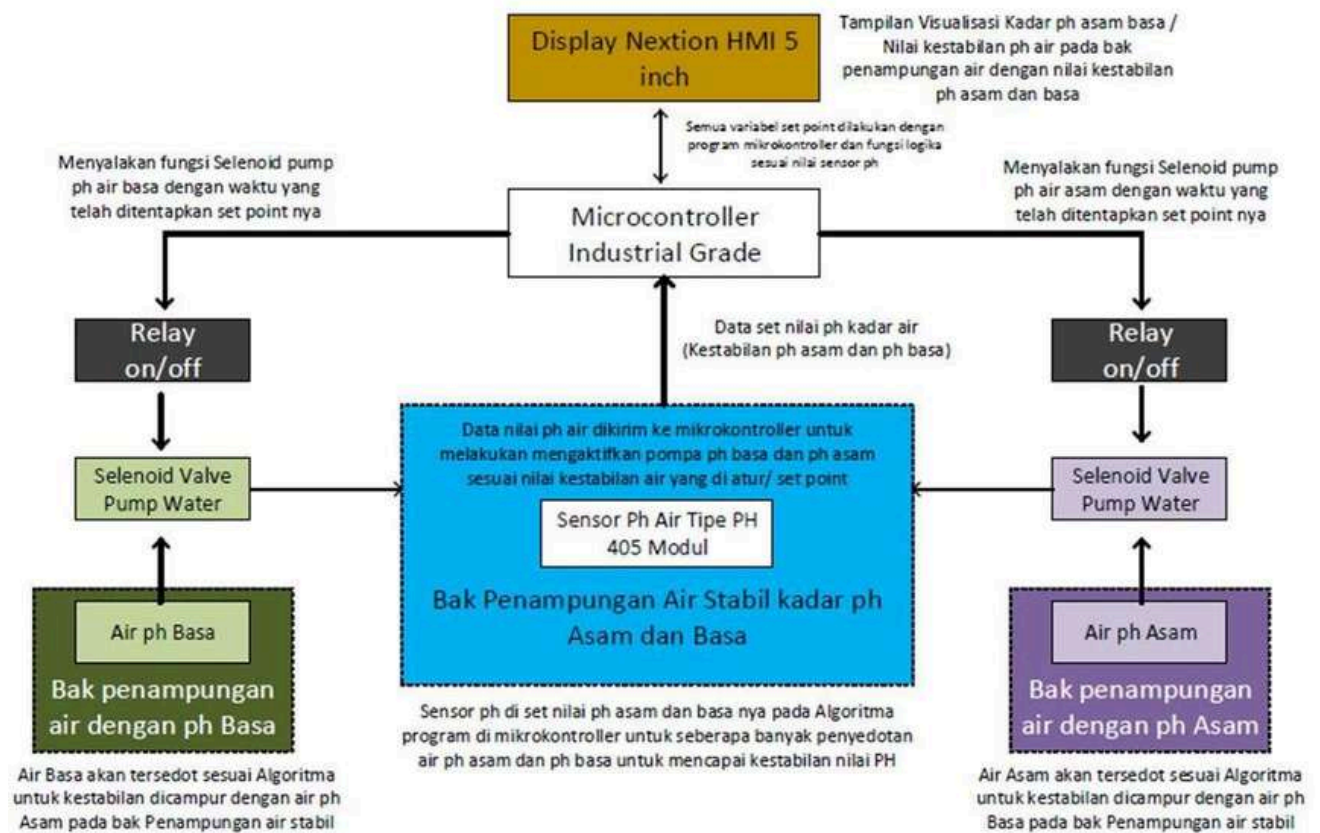 Display Nextion HMI 5
inch
Tampilan Visualisasi Kadar ph asam basa /
Nilai kestabilan ph air pada bak
penampungan air dengan nilai kestabilan
ph asam dan basa
Semua variabel set point dilakukan dengan
program mikrokontroller dan fungsi logika
sesuai nilai sensor ph
Menyalakan fungsi Selenoid pump
ph air basa dengan waktu yang
telah ditentapkan set point nya
Menyalakan fungsi Selenoid pump
ph air asam dengan waktu yang
telah ditentapkan set point nya
Microcontroller
Industrial Grade
Relay
on/off
Data set nilai ph kadar air
(Kestabilan ph asam dan ph basa)
Relay
on/off
Selenoid Valve
Pump Water
Data nilai ph air dikirim ke mikrokontroller untuk
melakukan mengaktifkan pompa ph basa dan ph asam
sesuai nilai kestabilan air yang di atur/ set point
Sensor Ph Air Tipe PH
405 Modul
Bak Penampungan Air Stabil kadar ph
Asam dan Basa
Selenoid Valve
Pump Water
Air ph Basa
Bak penampungan
air dengan ph Basa
Air ph Asam
Bak penampungan
air dengan ph Asam
Sensor ph di set nilai ph asam dan basa nya pada Algoritma
program di mikrokontroller untuk seberapa banyak penyedotan
air ph asam dan ph basa untuk mencapai kestabilan nilai PH
Air Basa akan tersedot sesuai Algoritma
untuk kestabilan dicampur dengan air ph
Asam pada bak Penampungan air stabil
Air Asam akan tersedot sesuai Algoritma
untuk kestabilan dicampur dengan air ph
Basa pada bak Penampungan air stabil